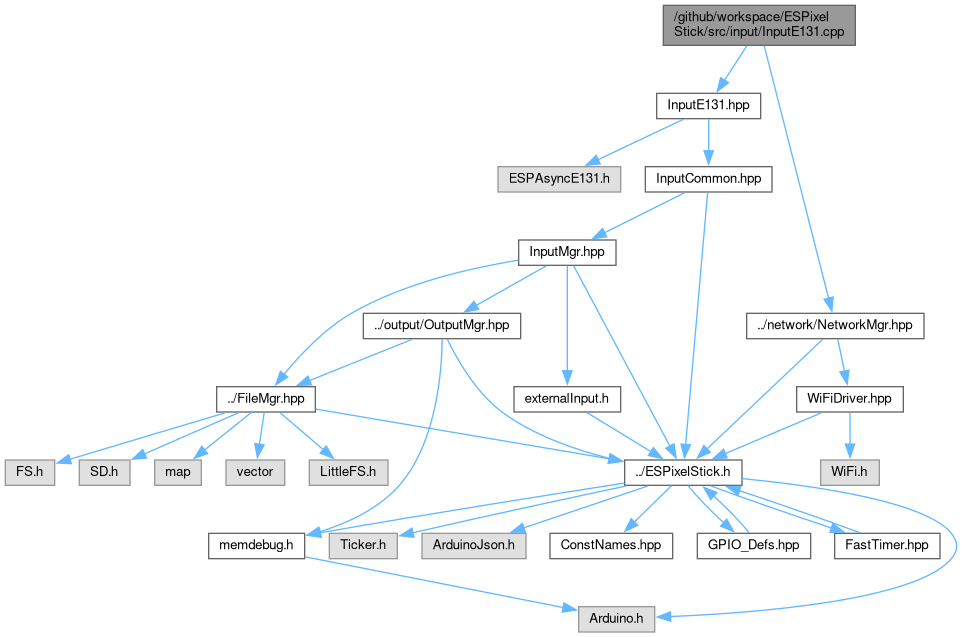 /github/workspace/ESPixel
Stick/src/input/InputE131.cpp
InputE131.hpp
ESPAsyncE131.h
InputCommon.hpp
InputMgr.hpp
../output/OutputMgr.hpp
../network/NetworkMgr.hpp
../FileMgr.hpp
externalInput.h
WiFiDriver.hpp
FS.h
SD.h
map
vector
LittleFS.h
../ESPixelStick.h
WiFi.h
memdebug.h
Ticker.h
ArduinoJson.h
ConstNames.hpp
GPIO_Defs.hpp
FastTimer.hpp
Arduino.h